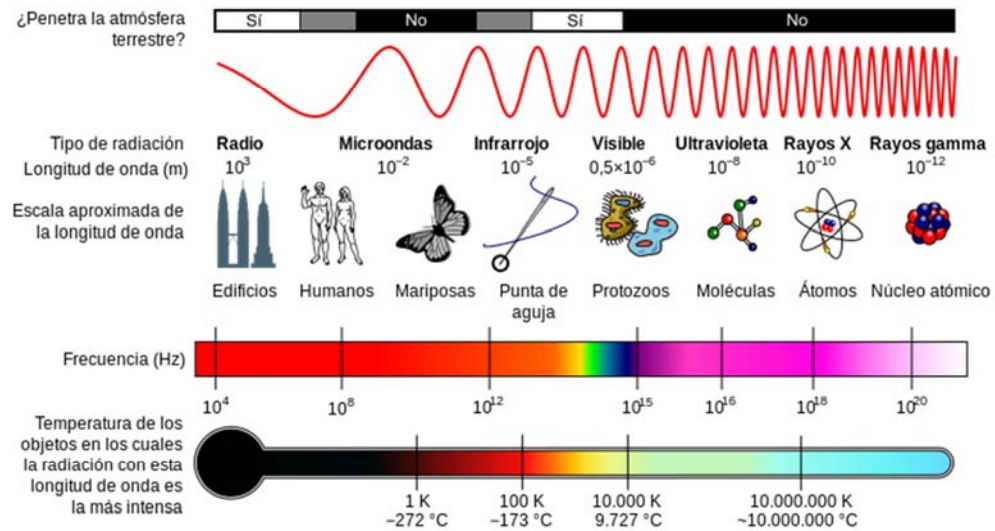 ¿Penetra la atmósfera
terrestre?
Sí No Sí No
Tipo de radiación
Radio Microondas Infrarrojo Visible Ultravioleta Rayos X Rayos gamma
Longitud de onda (m)
10³ 10⁻² 10⁻⁵ 0,5×10⁻⁶ 10⁻⁸ 10⁻¹⁰ 10⁻¹²
Escala aproximada de
la longitud de onda
Edificios Humanos Mariposas Punta de Protozoos Moléculas Átomos Núcleo atómico
aguja
Frecuencia (Hz)
10⁴ 10⁸ 10¹² 10¹⁵ 10¹⁶ 10¹⁸ 10²⁰
Temperatura de los
objetos en los cuales
la radiación con esta
longitud de onda es
la más intensa
1 K 100 K 10.000 K 10.0000.000 K
−272 °C −173 °C 9.727 °C ~10.0000.000 °C